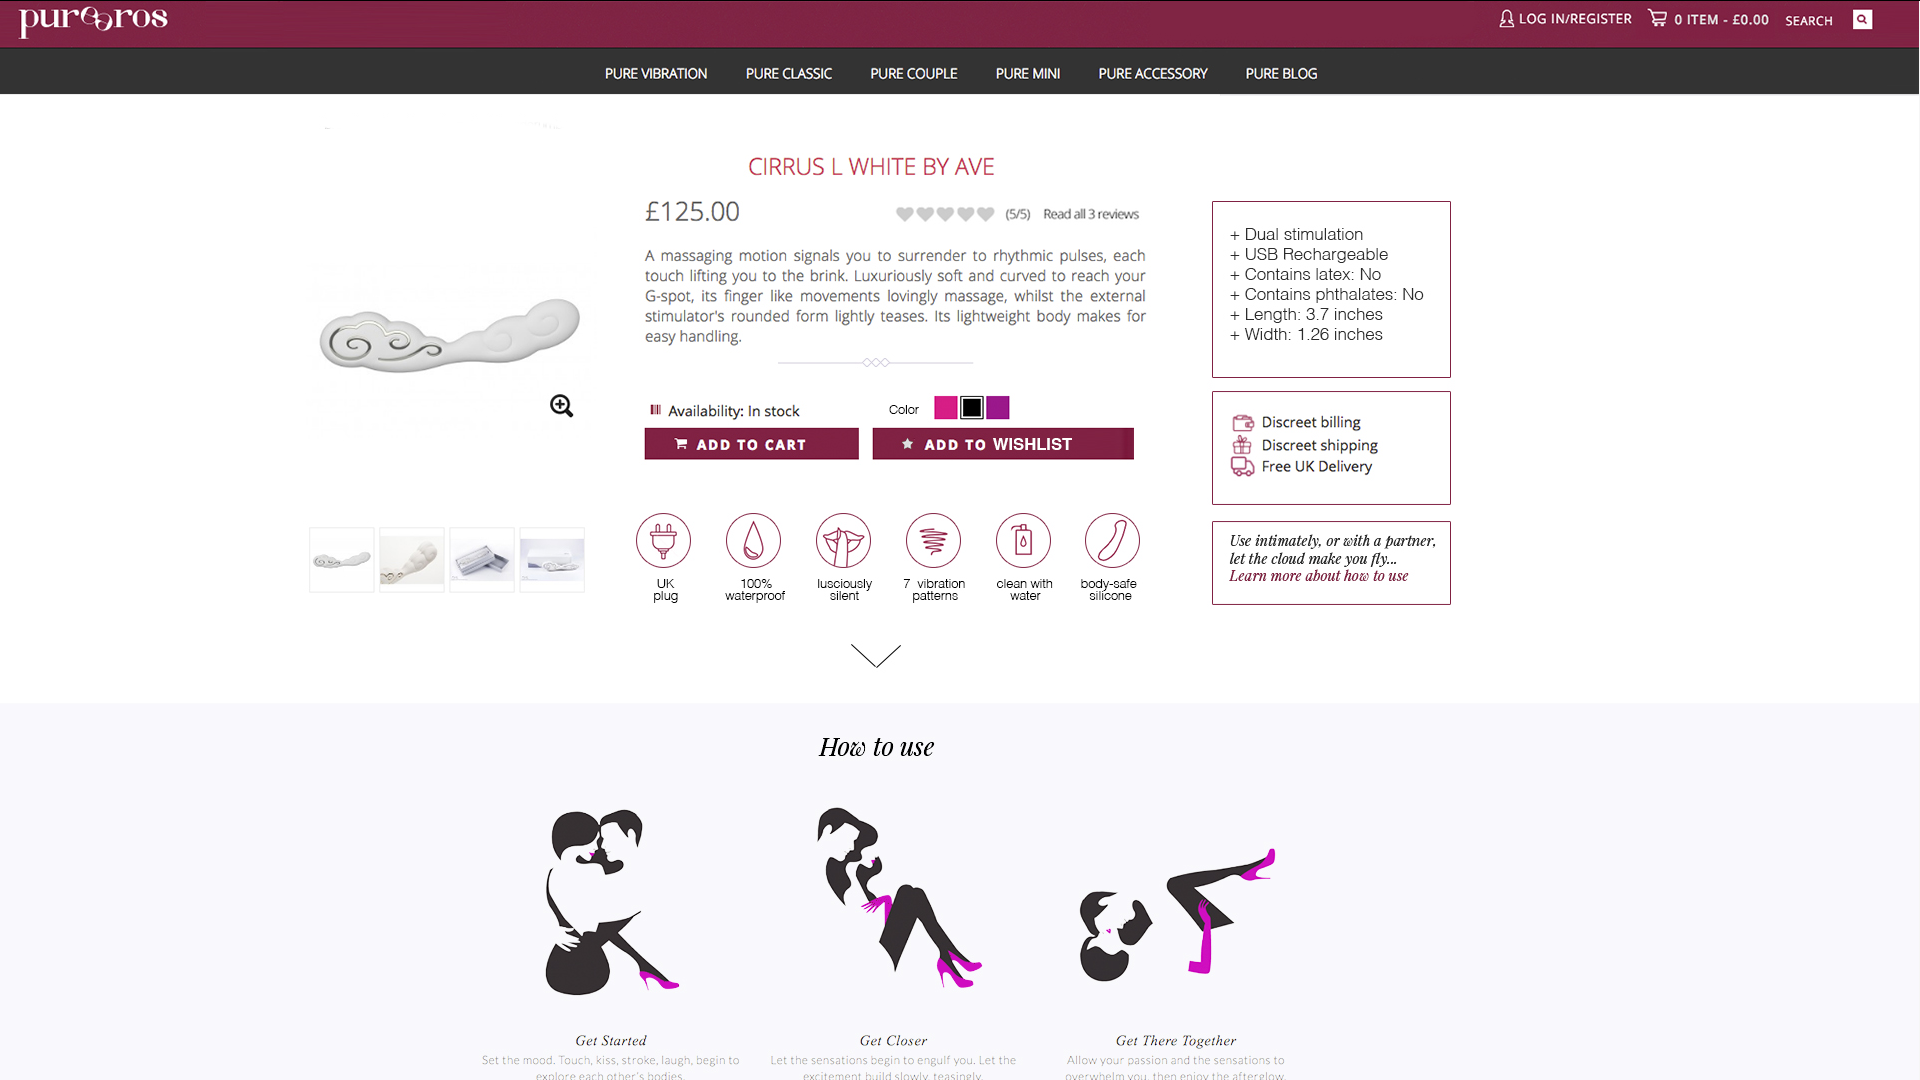 pureeros
LOG IN/REGISTER
0 ITEM - £0.00
SEARCH
PURE VIBRATION
PURE CLASSIC
PURE COUPLE
PURE MINI
PURE ACCESSORY
PURE BLOG
CIRRUS L WHITE BY AVE
£125.00
(5/5)
Read all 3 reviews
A massaging motion signals you to surrender to rhythmic pulses, each
touch lifting you to the brink. Luxuriously soft and curved to reach your
G-spot, its finger like movements lovingly massage, whilst the external
stimulator's rounded form lightly teases. Its lightweight body makes for
easy handling.
Availability: In stock
Color
ADD TO CART
ADD TO WISHLIST
UK
plug
100%
waterproof
lusciously
silent
7 vibration
patterns
clean with
water
body-safe
silicone
+ Dual stimulation
+ USB Rechargeable
+ Contains latex: No
+ Contains phthalates: No
+ Length: 3.7 inches
+ Width: 1.26 inches
Discreet billing
Discreet shipping
Free UK Delivery
Use intimately, or with a partner,
let the cloud make you fly...
Learn more about how to use
How to use
Get Started
Set the mood. Touch, kiss, stroke, laugh, begin to
explore each other's bodies.
Get Closer
Let the sensations begin to engulf you. Let the
excitement build slowly, teasingly.
Get There Together
Allow your passion and the sensations to
overwhelm you, then enjoy the afterglow.